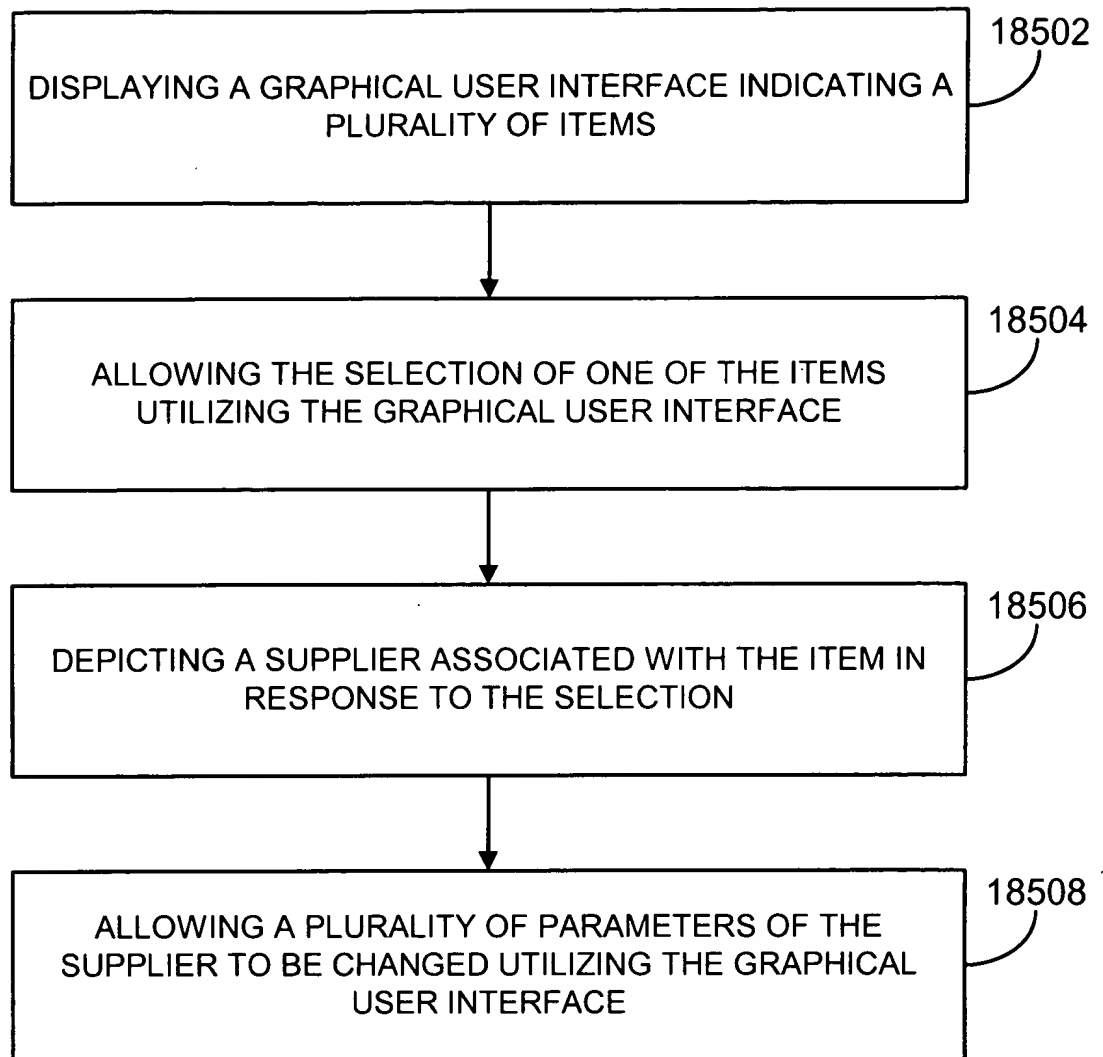 18502
DISPLAYING A GRAPHICAL USER INTERFACE INDICATING A
PLURALITY OF ITEMS
18504
ALLOWING THE SELECTION OF ONE OF THE ITEMS
UTILIZING THE GRAPHICAL USER INTERFACE
18506
DEPICTING A SUPPLIER ASSOCIATED WITH THE ITEM IN
RESPONSE TO THE SELECTION
18508
ALLOWING A PLURALITY OF PARAMETERS OF THE
SUPPLIER TO BE CHANGED UTILIZING THE GRAPHICAL
USER INTERFACE